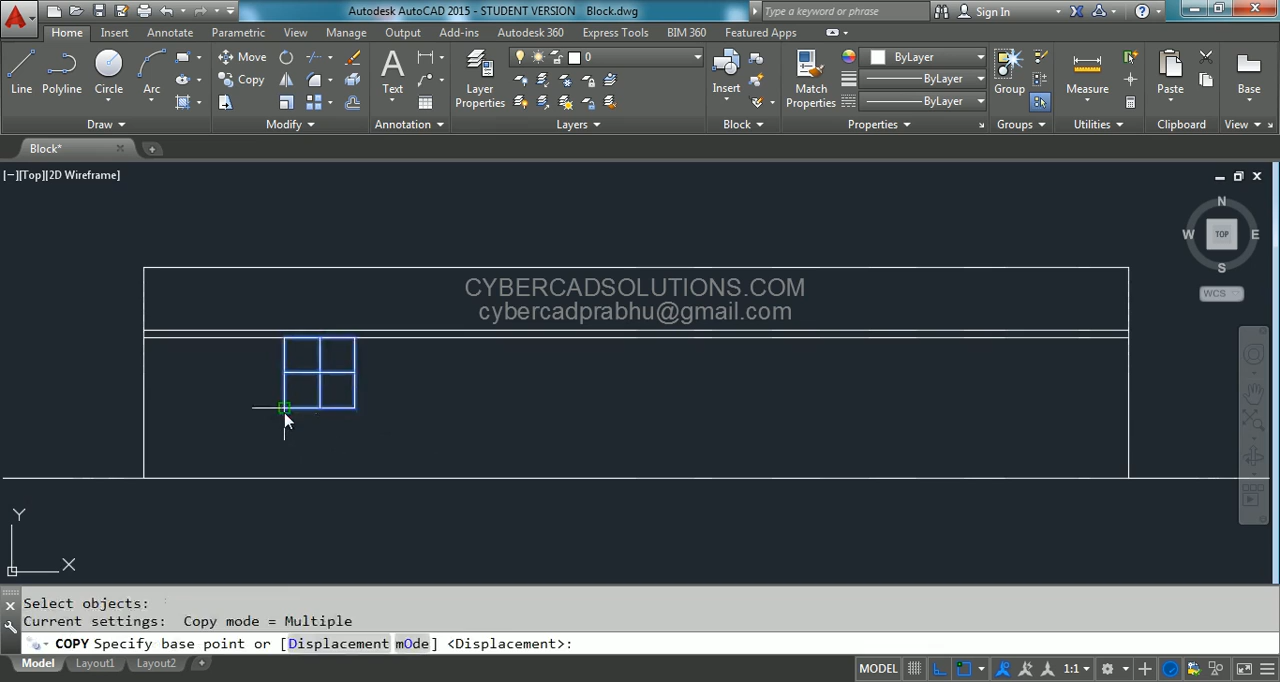 Autodesk AutoCAD 2015 - STUDENT VERSION Block.dwg
Type a keyword or phrase
Sign In
Home Insert Annotate Parametric View Manage Output Add-ins Autodesk 360 Express Tools BIM 360 Featured Apps
Line Polyline Circle Arc
Move
Copy
Text
Layer Properties
0
Insert
Match Properties
ByLayer
ByLayer
ByLayer
Group
Measure
Paste
Base
Draw Modify Annotation Layers Block Properties Groups Utilities Clipboard View
Block*
[−][Top][2D Wireframe]
N
W TOP E
S
WCS
CYBERCADSOLUTIONS.COM
cybercadprabhu@gmail.com
Y
X
Select objects:
Current settings: Copy mode = Multiple
COPY Specify base point or [Displacement mOde] <Displacement>:
Model Layout1 Layout2
MODEL
1:1